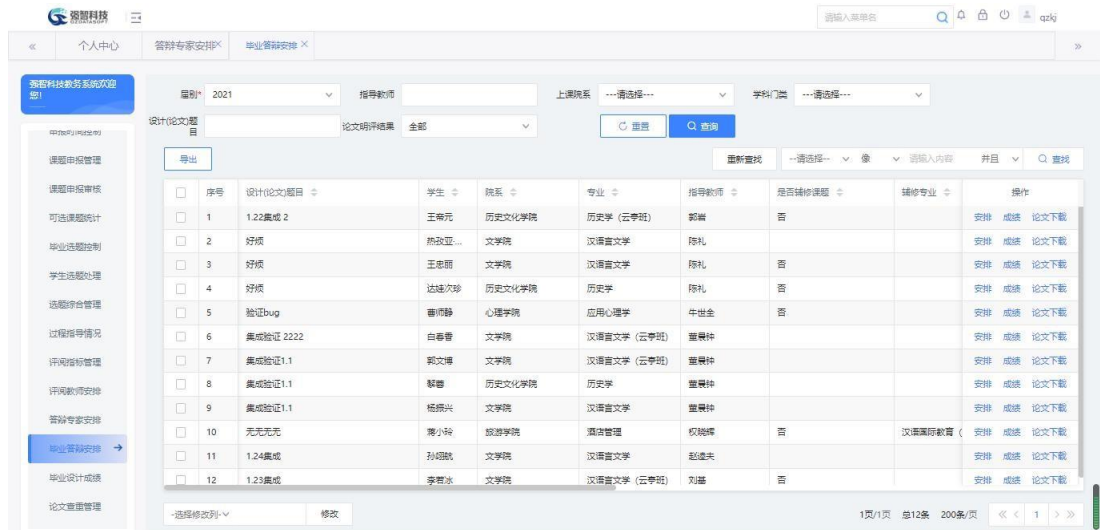 强智科技
QZDATASOFT
请输入菜单名
qzkj
个人中心
答辩专家安排
毕业答辩安排
强智科技教务系统欢迎您!
届别* 2021 指导教师 上课院系 ---请选择--- 学科门类 ---请选择---
设计(论文)题目 论文明评结果 全部 重置 查询
申报时间控制
课题申报管理
课题申报审核
可选课题统计
毕业选题控制
学生选题处理
选题综合管理
过程指导情况
评阅指标管理
评阅教师安排
答辩专家安排
毕业答辩安排
毕业设计成绩
论文查重管理
导出 重新查找 --请选择-- 像 请输入内容 并且 查找
序号 设计(论文)题目 学生 院系 专业 指导教师 是否辅修课题 辅修专业 操作
1 1.22集成 2 王帝元 历史文化学院 历史学 (云亭班) 郭岩 否 安排 成绩 论文下载
2 好烦 热孜亚... 文学院 汉语言文学 陈礼 安排 成绩 论文下载
3 好烦 王忠丽 文学院 汉语言文学 陈礼 否 安排 成绩 论文下载
4 好烦 达娃次珍 历史文化学院 历史学 陈礼 否 安排 成绩 论文下载
5 验证bug 曹师静 心理学院 应用心理学 牛世全 否 安排 成绩 论文下载
6 集成验证 2222 白春香 文学院 汉语言文学 (云亭班) 董晨钟 安排 成绩 论文下载
7 集成验证1.1 郭文博 文学院 汉语言文学 (云亭班) 董晨钟 安排 成绩 论文下载
8 集成验证1.1 历史文化学院 历史学 董晨钟 安排 成绩 论文下载
9 集成验证1.1 杨振兴 文学院 汉语言文学 董晨钟 安排 成绩 论文下载
10 无无无无 蒋小玲 旅游学院 酒店管理 权晓辉 否 汉语国际教育 ( 安排 成绩 论文下载
11 1.24集成 孙翊航 文学院 汉语言文学 赵逵夫 安排 成绩 论文下载
12 1.23集成 李若冰 文学院 汉语言文学 (云亭班) 刘基 否 安排 成绩 论文下载
-选择修改列- 修改 1页/1页 总12条 200条/页 1